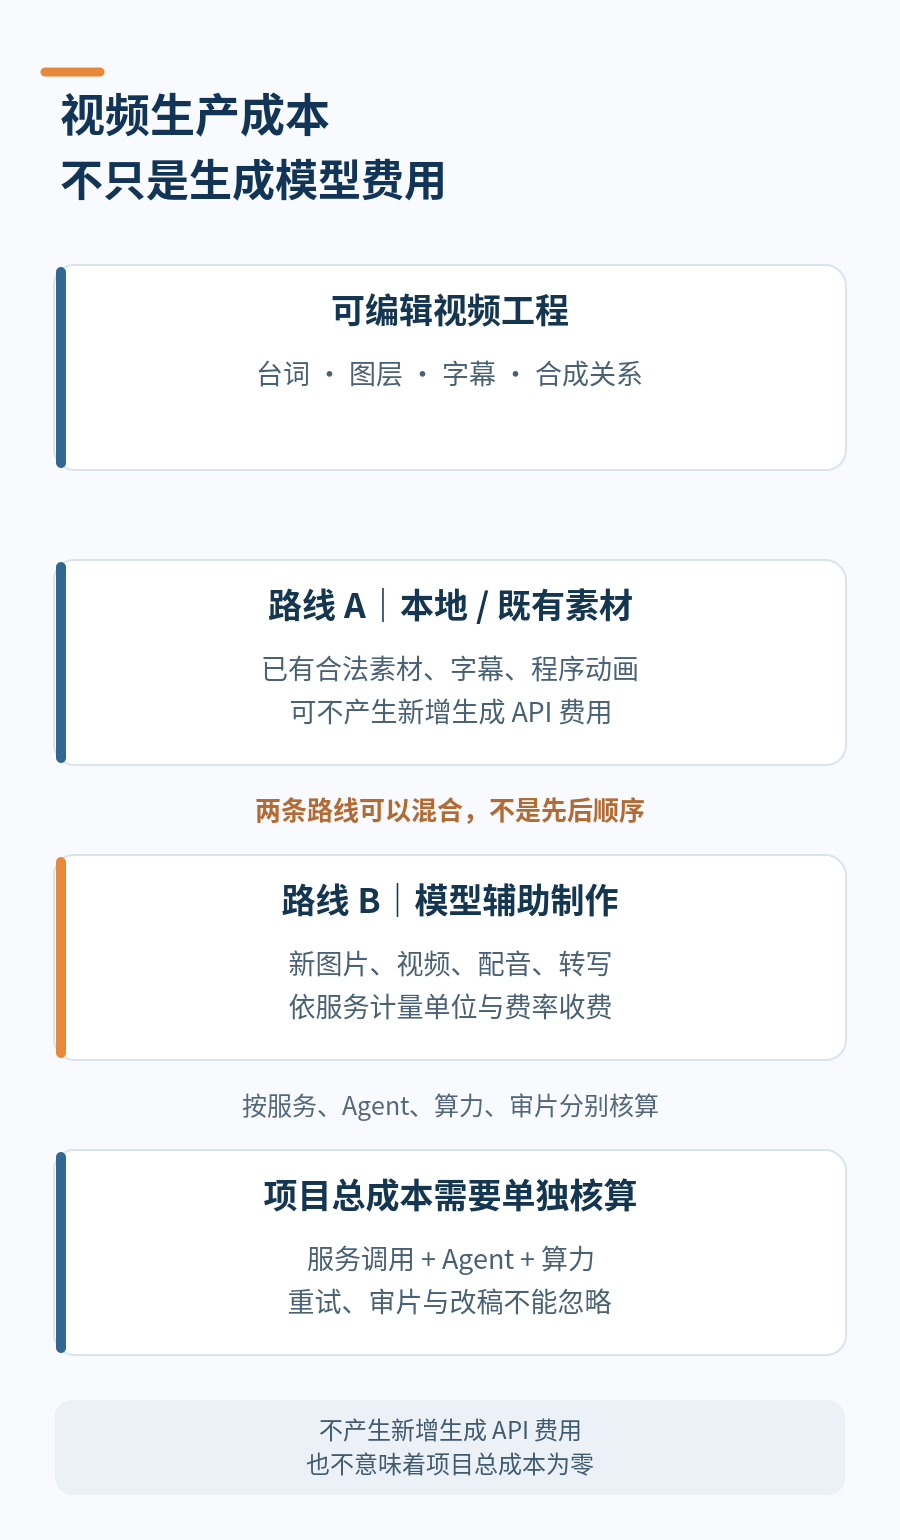 视频生产成本
不只是生成模型费用
可编辑视频工程
台词 · 图层 · 字幕 · 合成关系
路线 A｜本地 / 既有素材
已有合法素材、字幕、程序动画
可不产生新增生成 API 费用
两条路线可以混合，不是先后顺序
路线 B｜模型辅助制作
新图片、视频、配音、转写
依服务计量单位与费率收费
按服务、Agent、算力、审片分别核算
项目总成本需要单独核算
服务调用 + Agent + 算力
重试、审片与改稿不能忽略
不产生新增生成 API 费用
也不意味着项目总成本为零